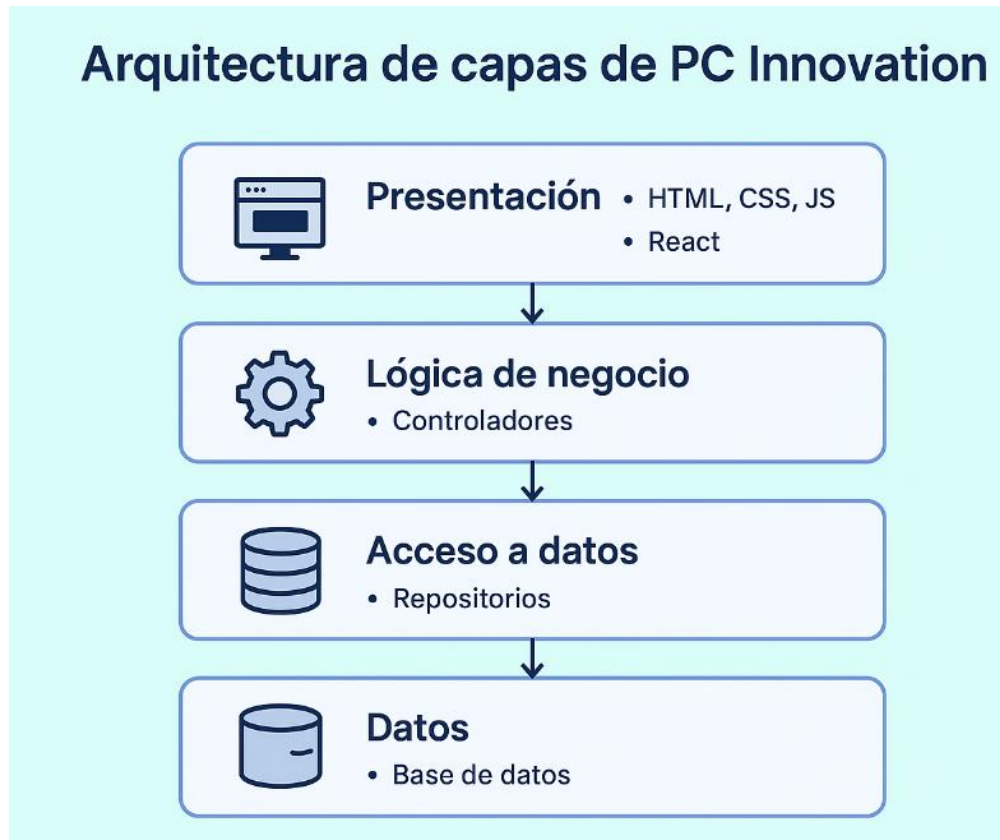 Arquitectura de capas de PC Innovation
Presentación
• HTML, CSS, JS
• React
Lógica de negocio
• Controladores
Acceso a datos
• Repositorios
Datos
• Base de datos